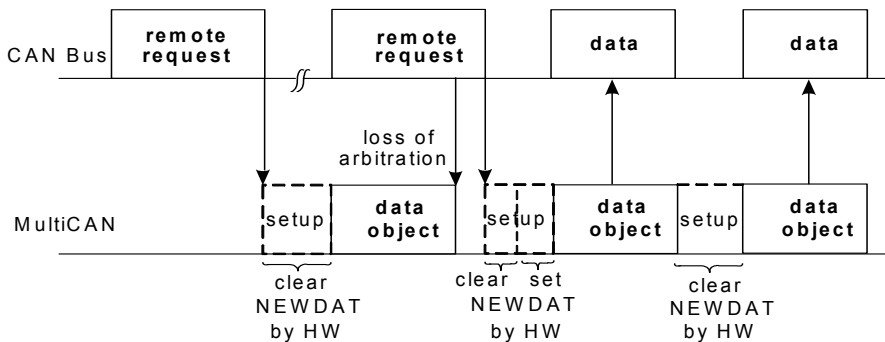 CAN Bus
remote
request
remote
request
data
data
loss of
arbitration
MultiCAN
setup
data
object
setup
data
object
setup
data
object
clear
NEWDAT
by HW
clear set
NEWDAT
by HW
clear
NEWDAT
by HW